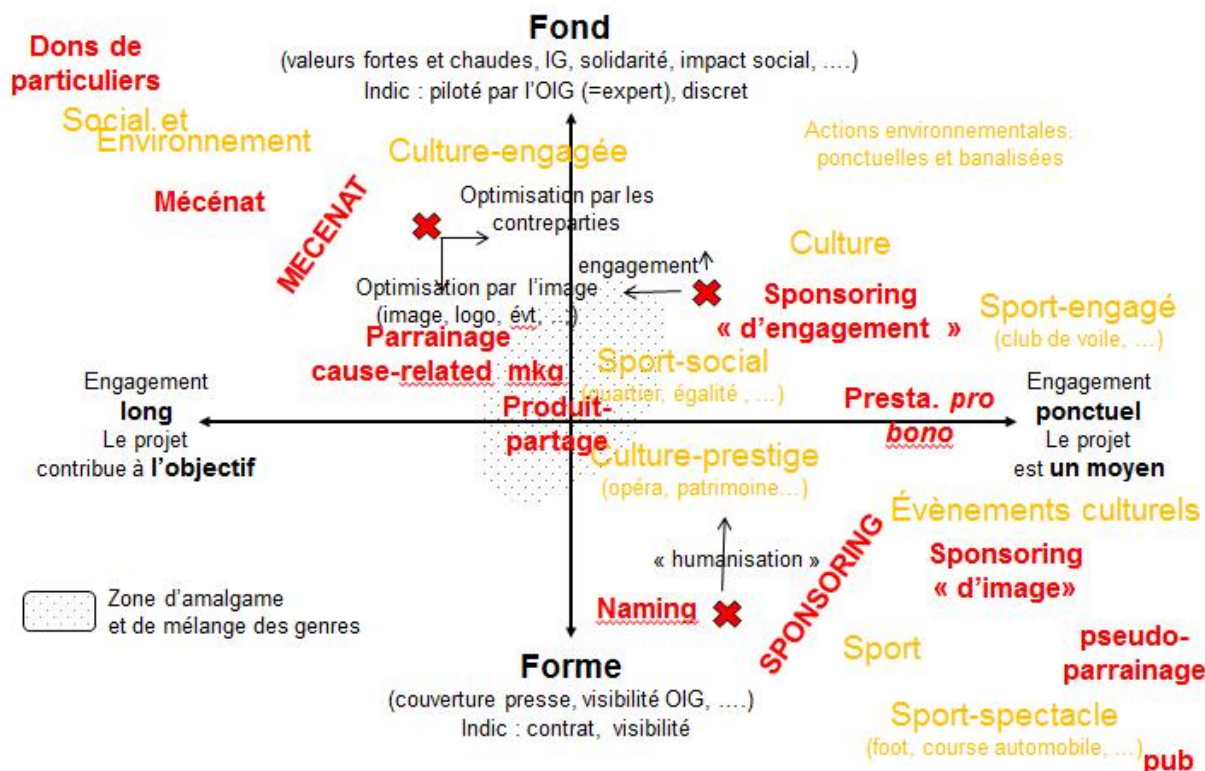 Fond
(valeurs fortes et chaudes, IG, solidarité, impact social, ….)
Indic : piloté par l'OIG (=expert), discret
Dons de
particuliers
Social et
Environnement
Culture-engagée
Actions environnementales.
ponctuelles et banalisées
Mécénat
MECENAT
Optimisation par les
contreparties
Culture
engagement
Optimisation par l'image
(image, logo, évt, …)
Sponsoring
« d'engagement »
Sport-engagé
(club de voile, …)
Parrainage
cause-related mkg
Sport-social
(quartier, égalité , …)
Engagement
long
Le projet
contribue à l'objectif
Produit-
partage
Presta. pro
bono
Engagement
ponctuel
Le projet
est un moyen
Culture-prestige
(opéra, patrimoine…)
Évènements culturels
« humanisation »
SPONSORING
Sponsoring
« d'image»
Zone d'amalgame
et de mélange des genres
Naming
Sport
pseudo-
parrainage
Forme
(couverture presse, visibilité OIG, ….)
Indic : contrat, visibilité
Sport-spectacle
(foot, course automobile, …)
pub